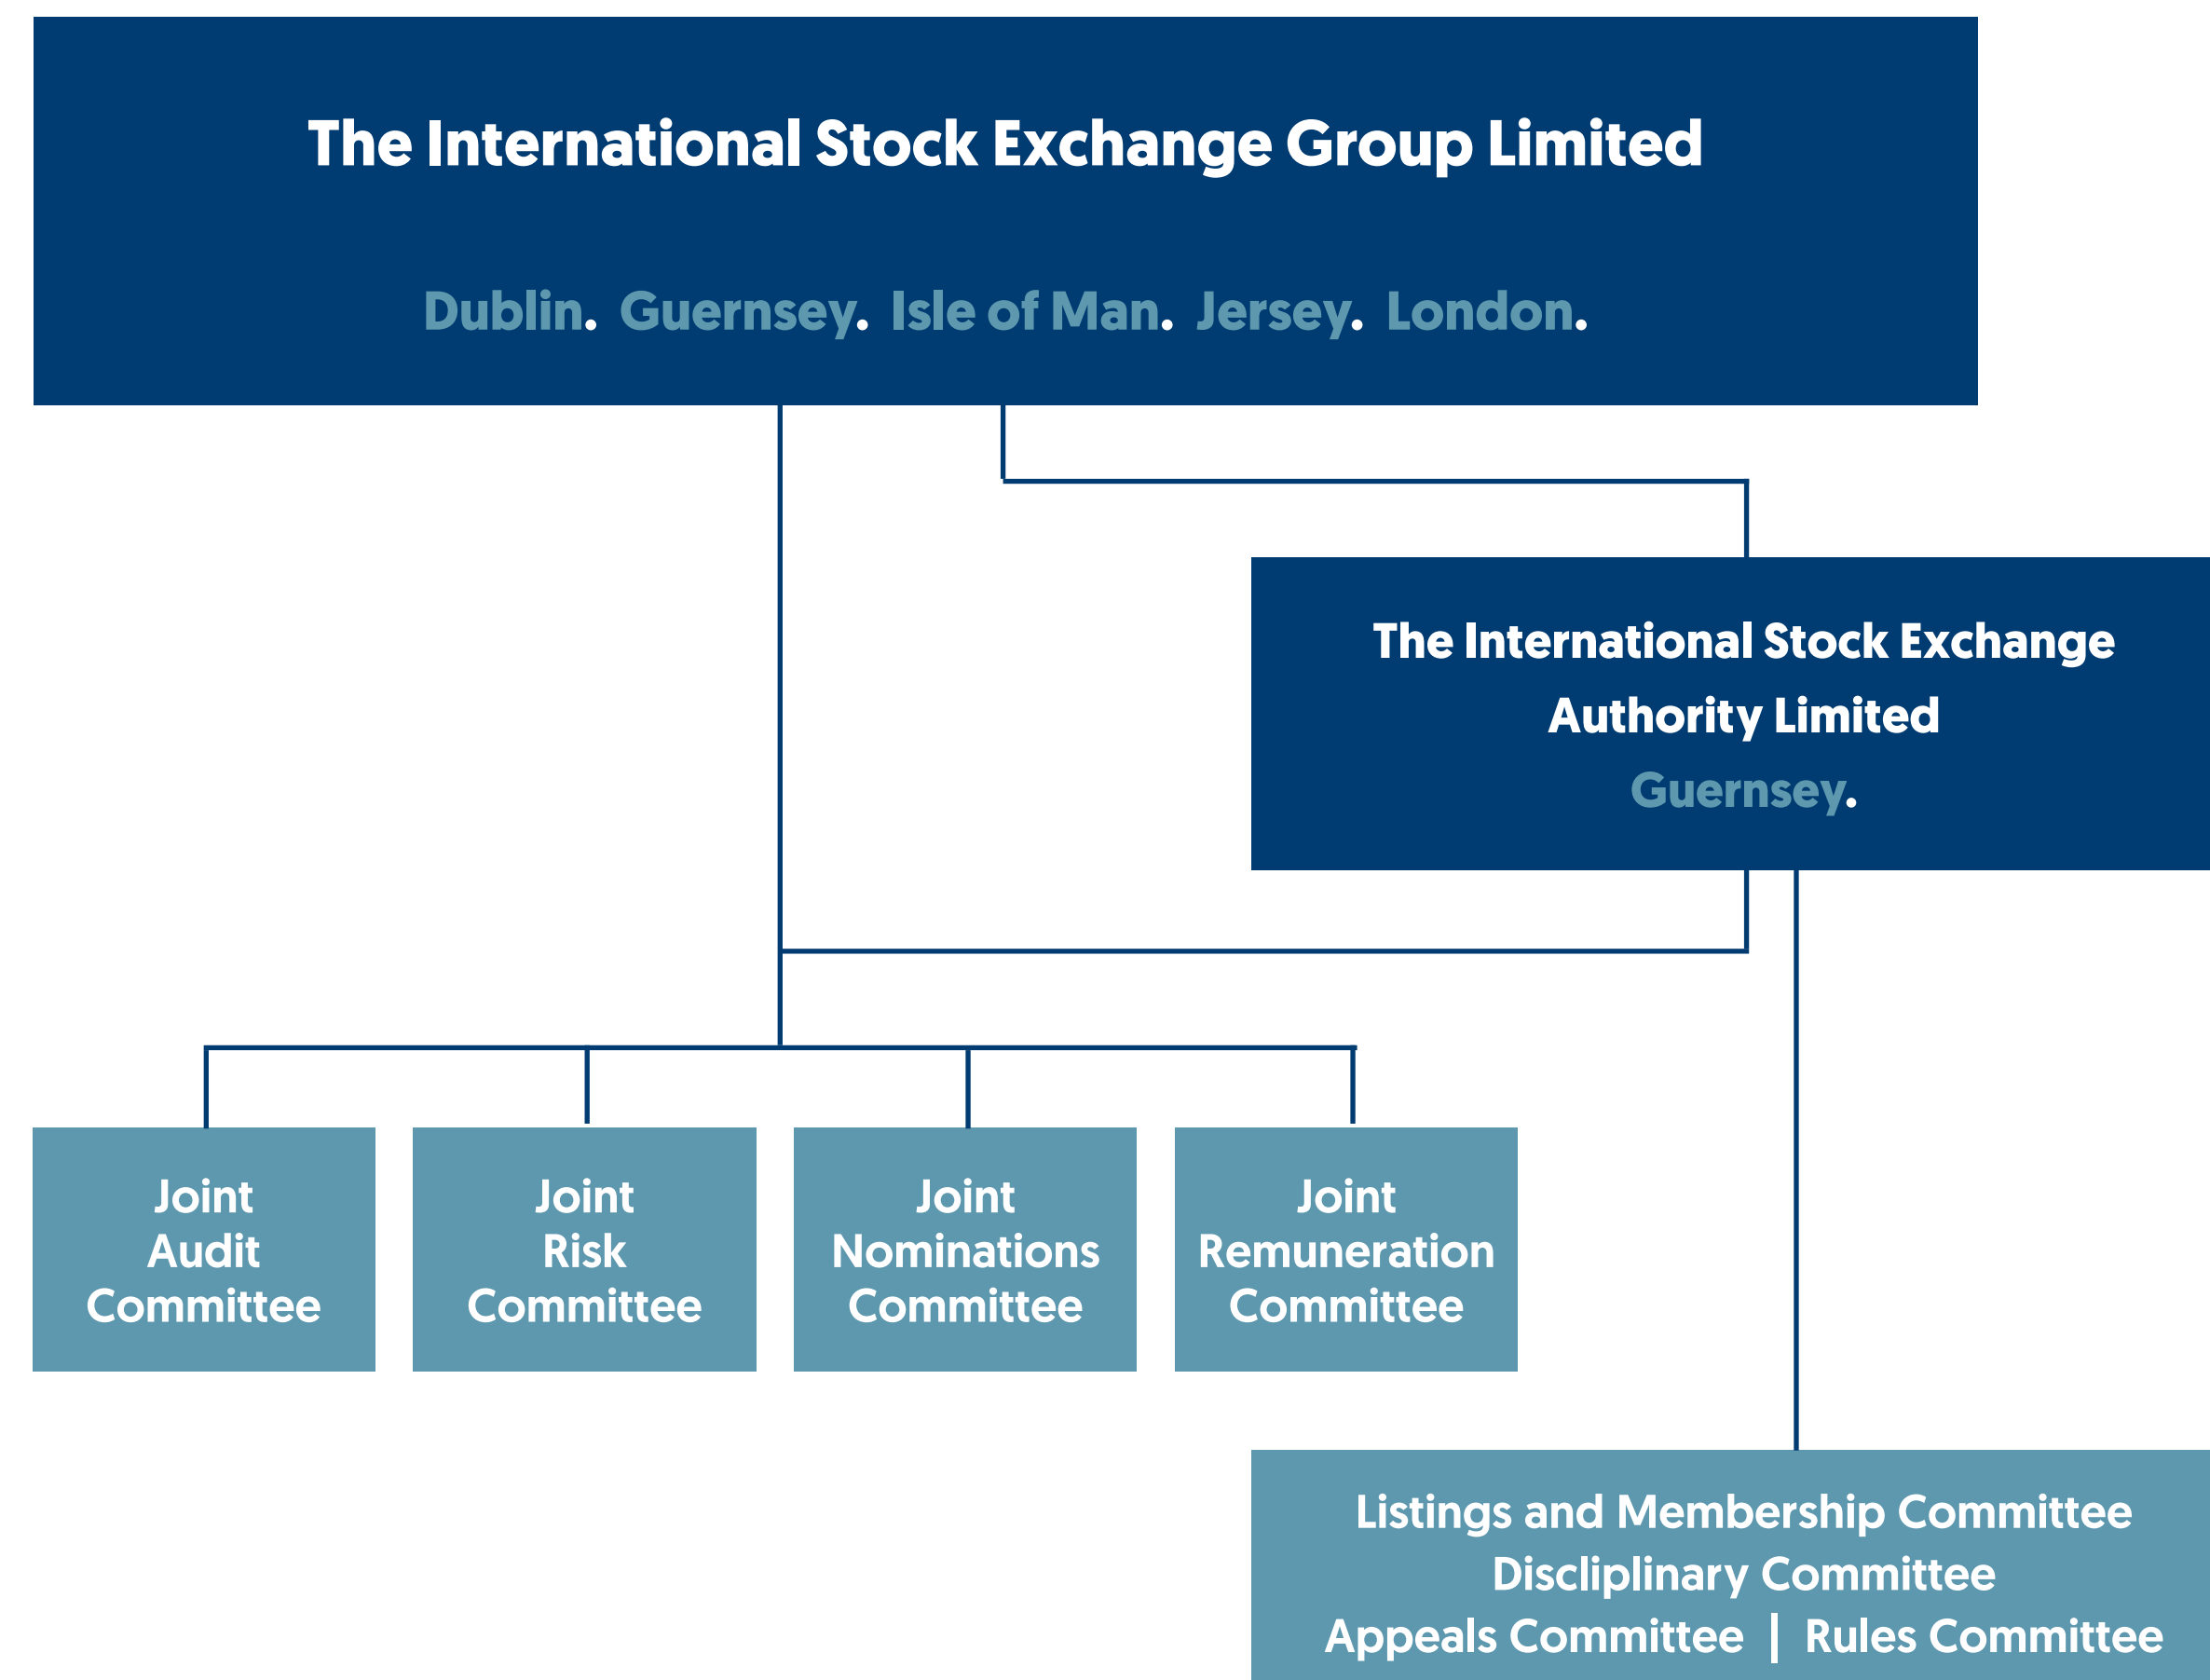 The International Stock Exchange Group Limited
Dublin. Guernsey. Isle of Man. Jersey. London.
The International Stock Exchange
Authority Limited
Guernsey.
Joint
Audit
Committee
Joint
Risk
Committee
Joint
Nominations
Committee
Joint
Remuneration
Committee
Listings and Membership Committee
Discliplinary Committee
Appeals Committee | Rules Committee